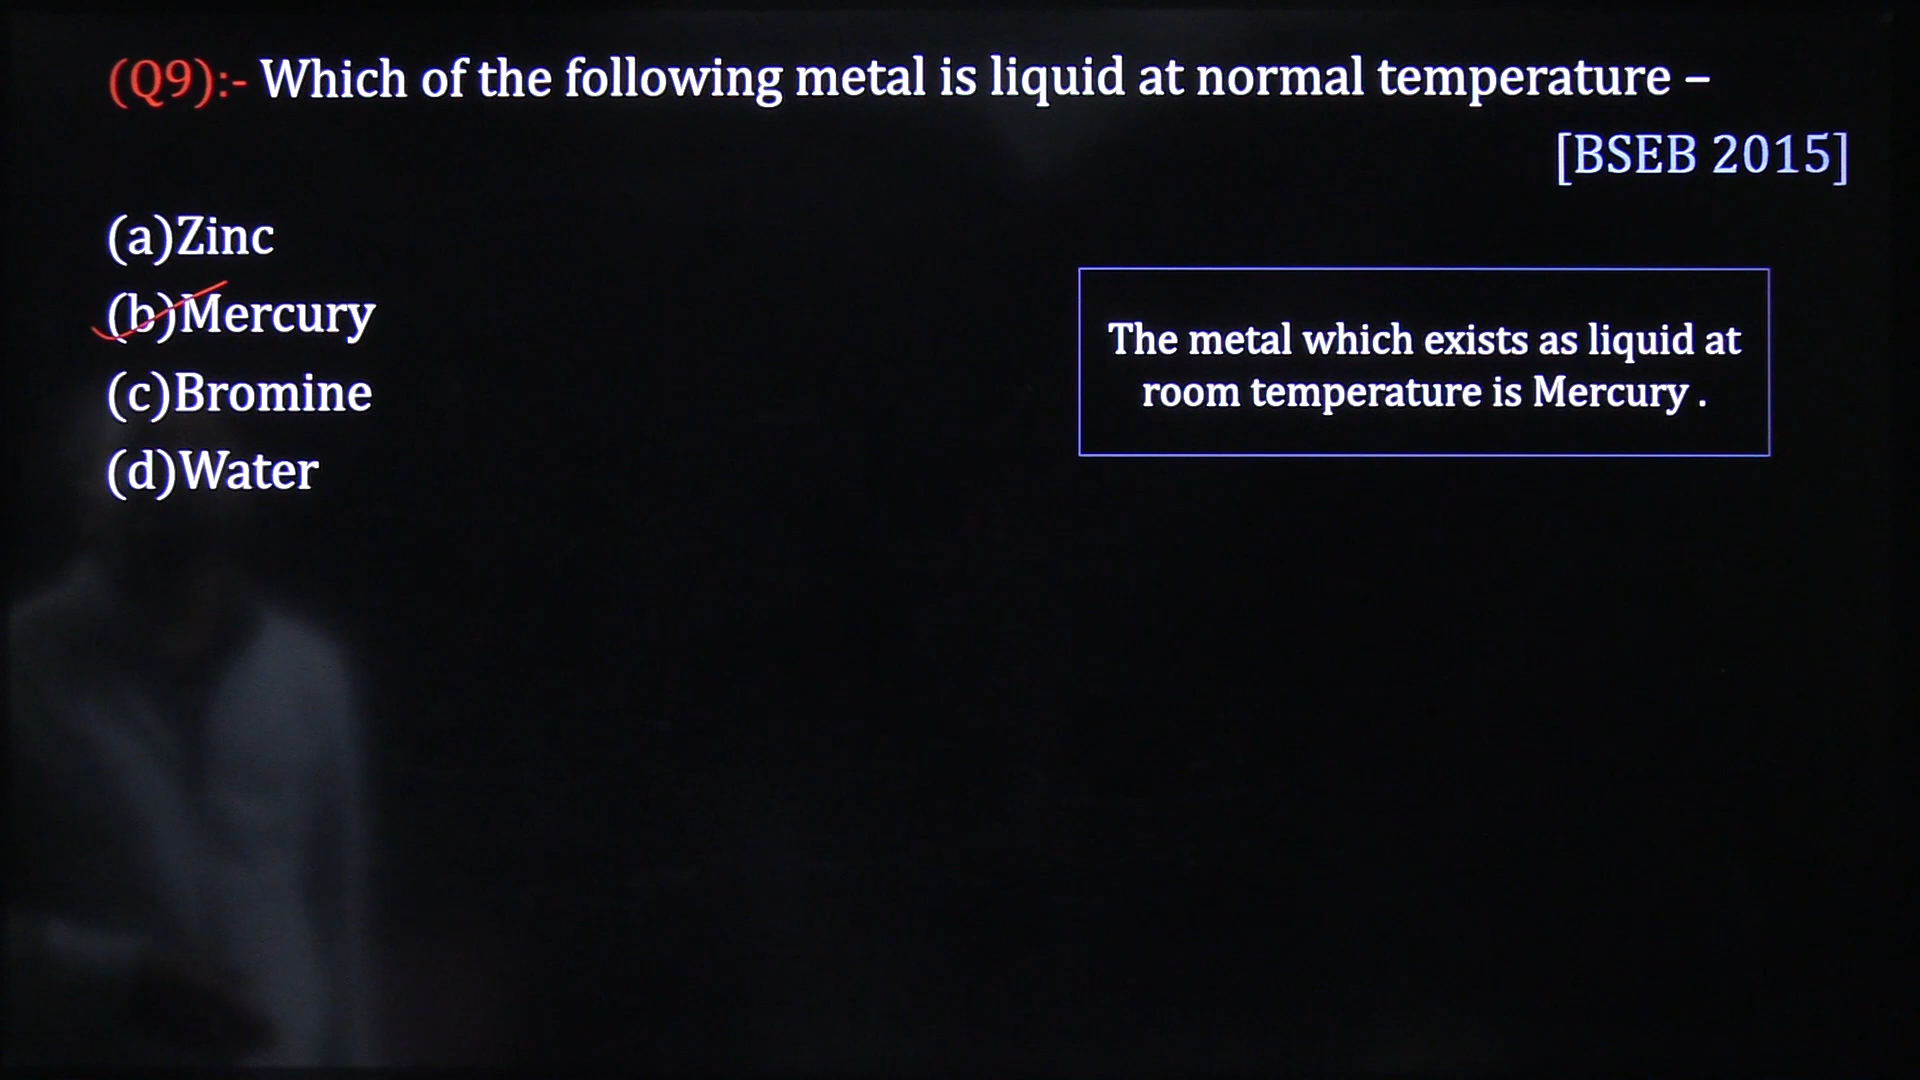 (Q9):- Which of the following metal is liquid at normal temperature –
[BSEB 2015]
(a)Zinc
(b)Mercury
(c)Bromine
(d)Water
The metal which exists as liquid at
room temperature is Mercury .